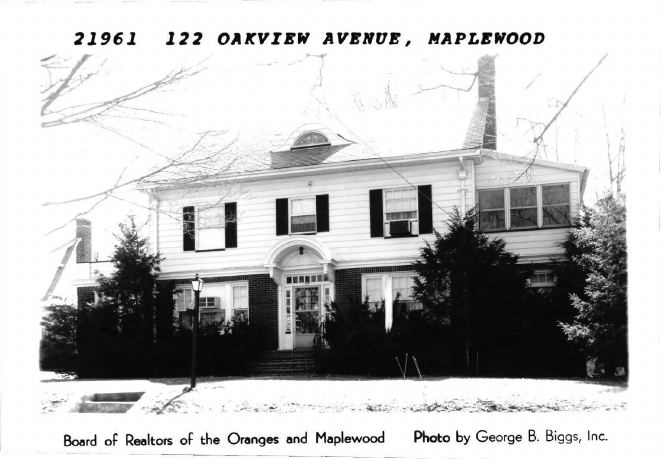 21961 122 OAKVIEW AVENUE, MAPLEWOOD
Board of Realtors of the Oranges and Maplewood Photo by George B. Biggs, Inc.